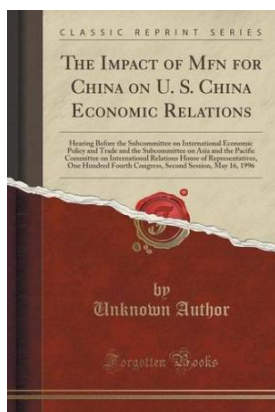 CLASSIC REPRINT SERIES
THE IMPACT OF MFN FOR
CHINA ON U. S. CHINA
ECONOMIC RELATIONS
Hearing Before the Subcommittee on International Economic
Policy and Trade and the Subcommittee on Asia and the Pacific
Committee on International Relations House of Representatives,
One Hundred Fourth Congress, Second Session, May 16, 1996
by
Unknown Author
Forgotten Books